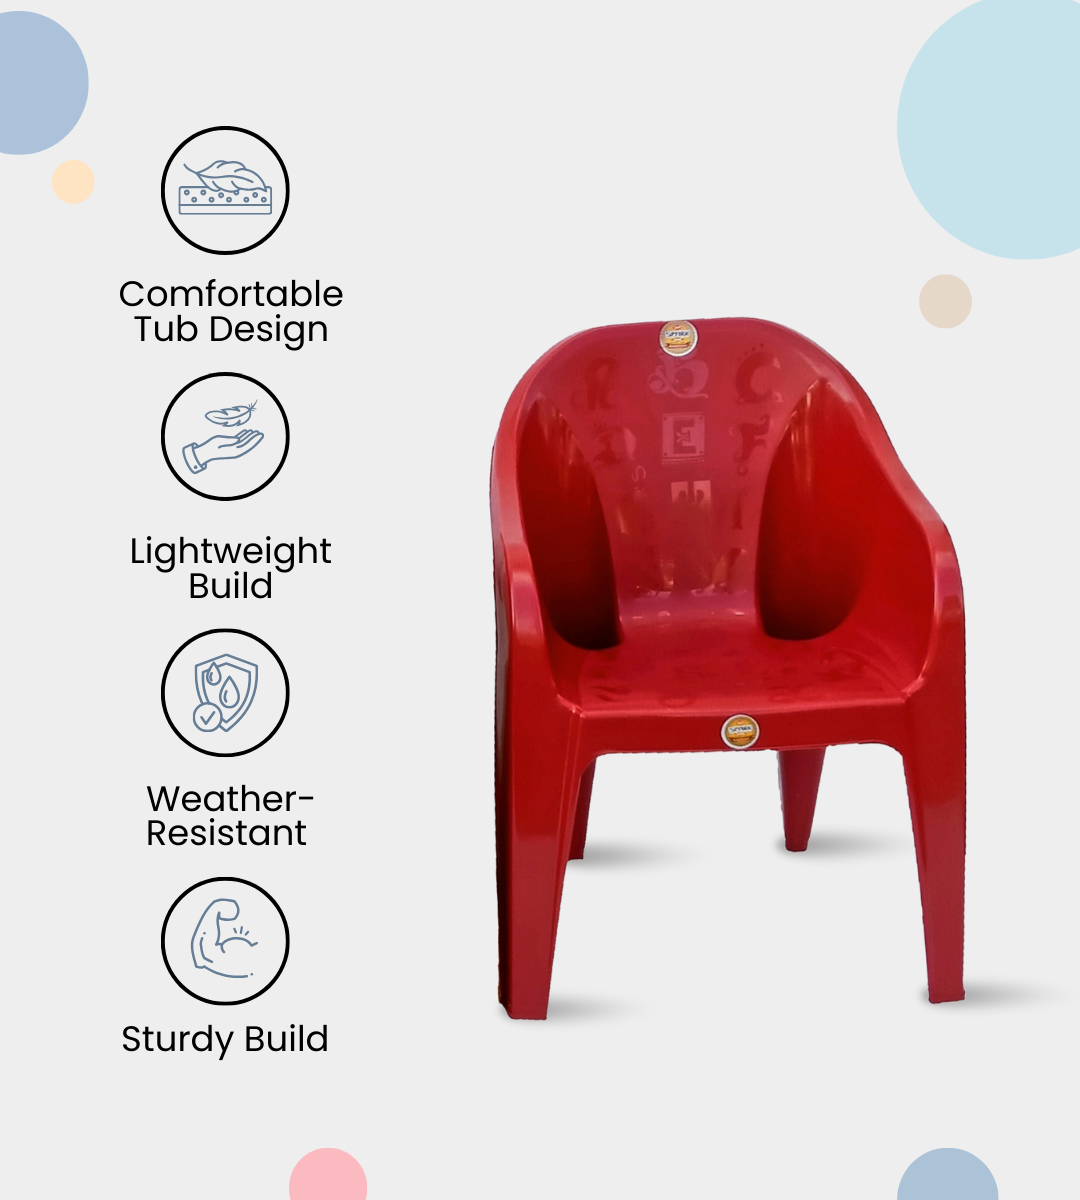 Comfortable
Tub Design
Lightweight
Build
Weather-
Resistant
Sturdy Build